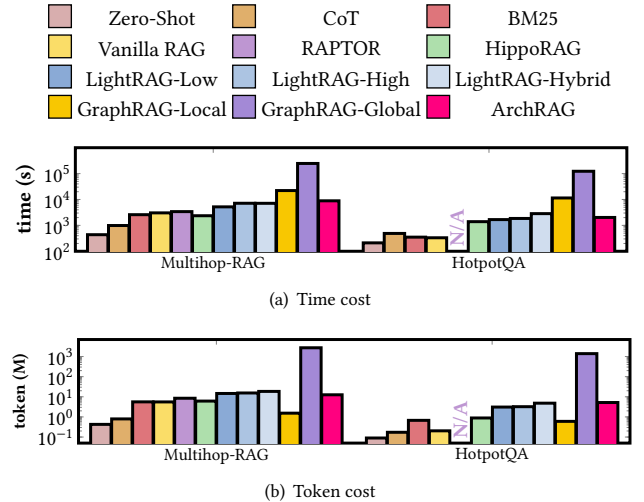 Zero-Shot CoT BM25
Vanilla RAG RAPTOR HippoRAG
LightRAG-Low LightRAG-High LightRAG-Hybrid
GraphRAG-Local GraphRAG-Global ArchRAG
time (s)
10^5
10^4
10^3
10^2
N/A
Multihop-RAG HotpotQA
(a) Time cost
token (M)
10^3
10^2
10^1
10^0
10^-1
N/A
Multihop-RAG HotpotQA
(b) Token cost